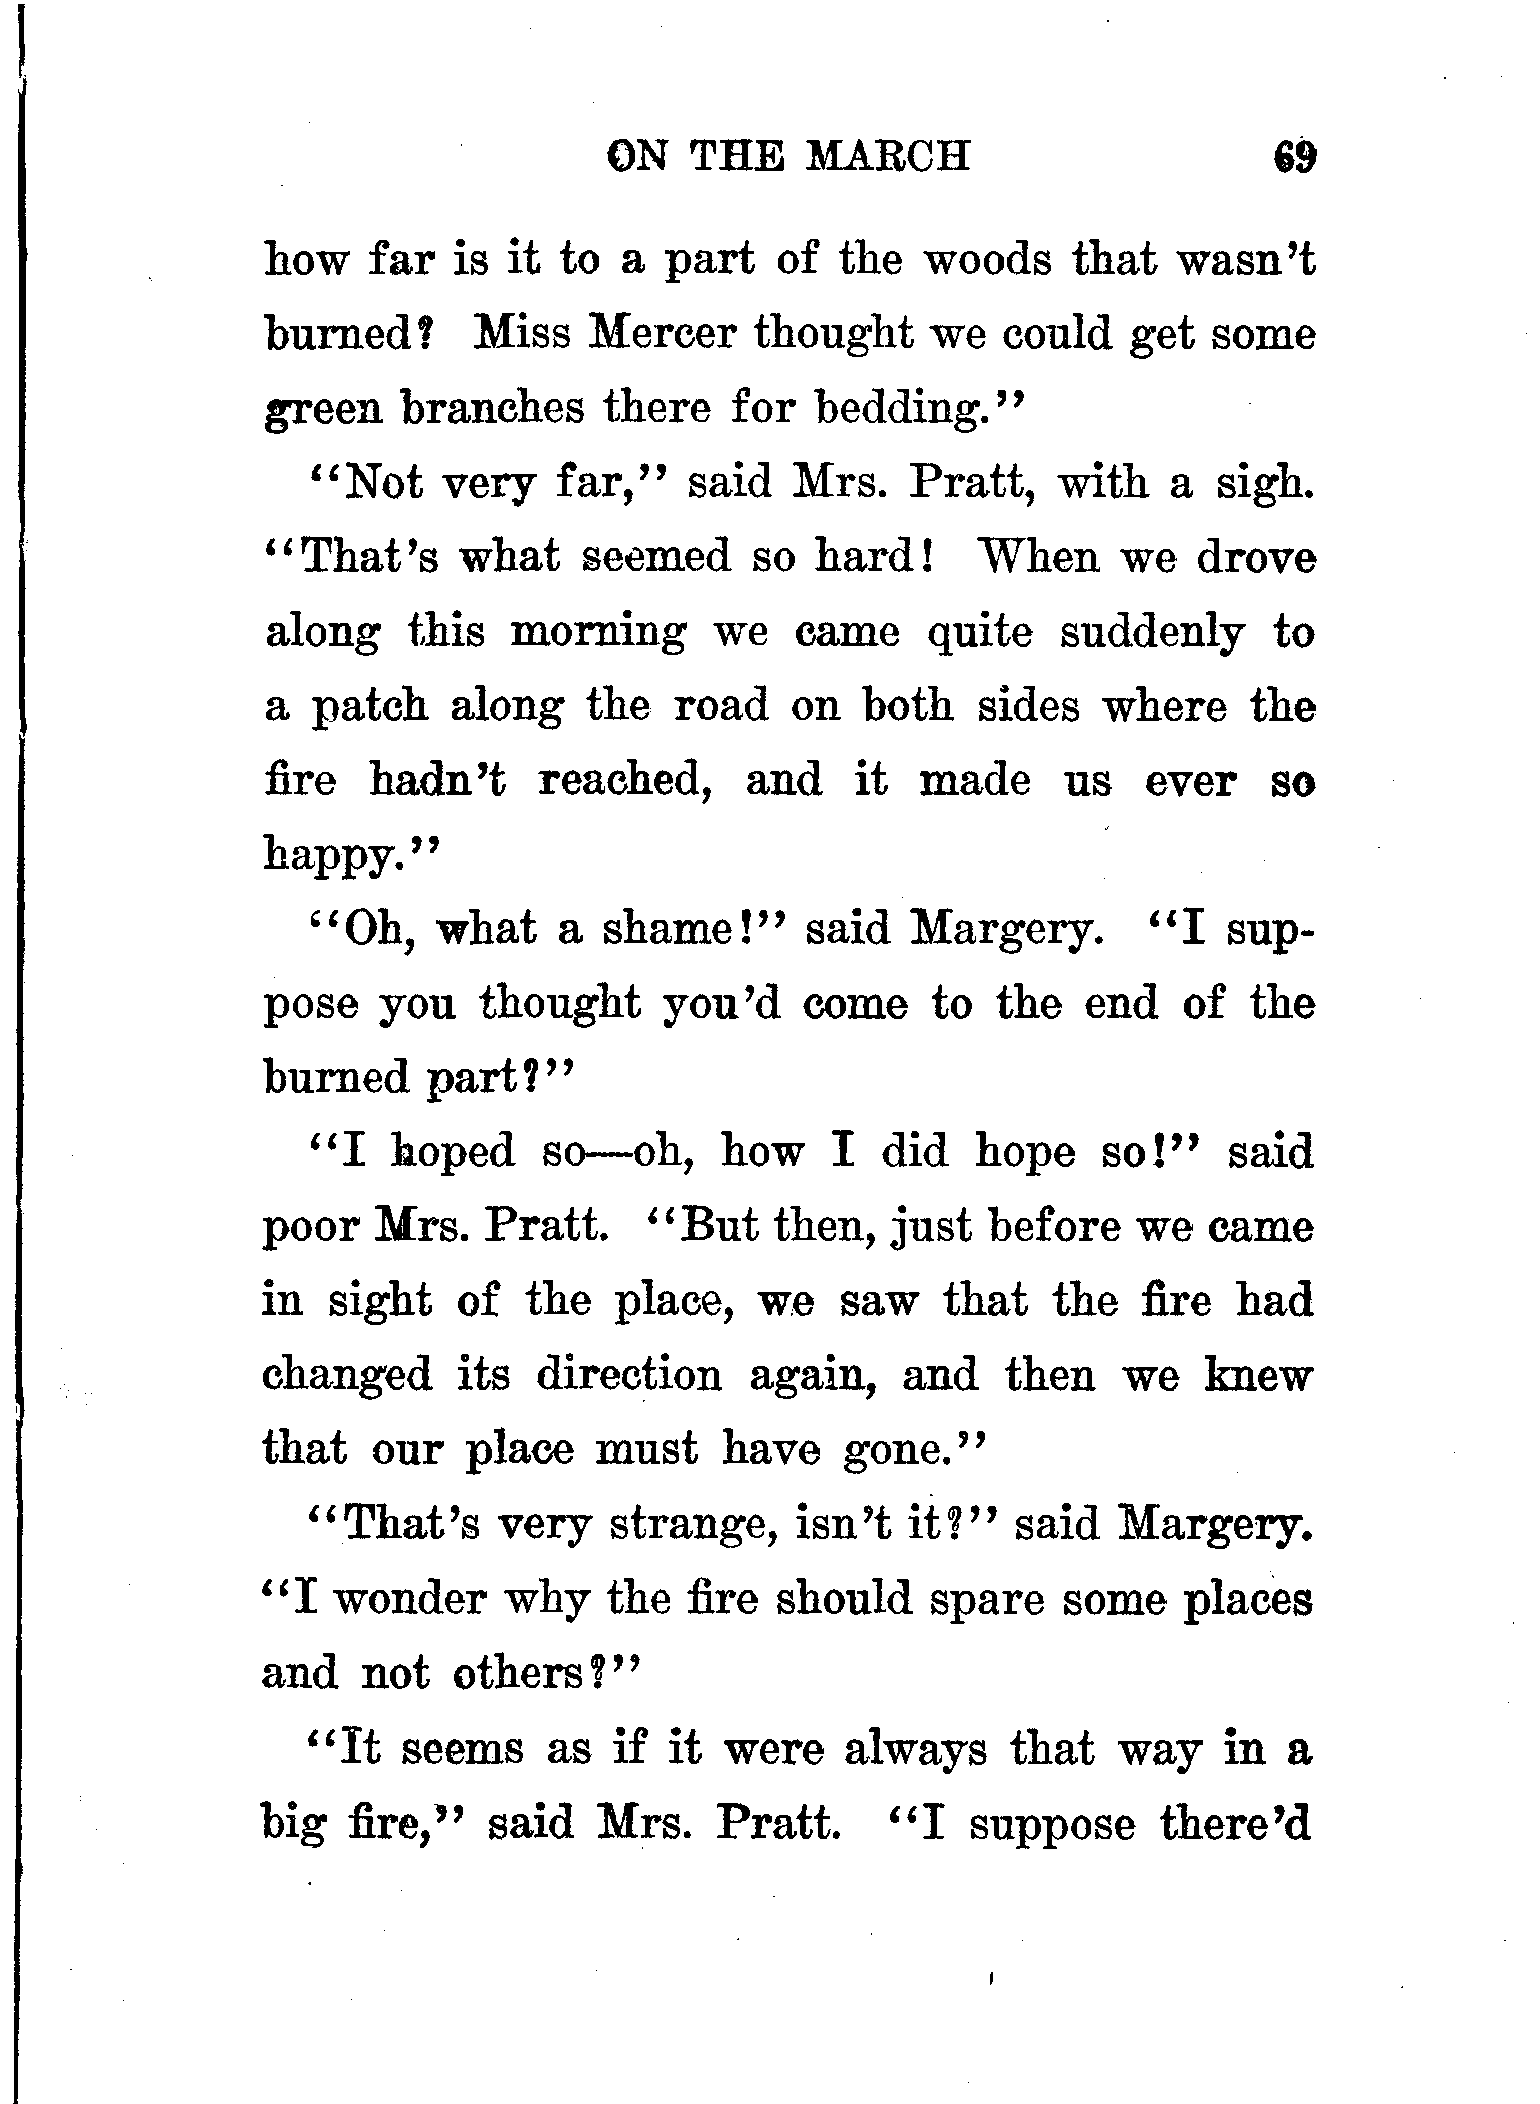 ON THE MARCH 69
how far is it to a part of the woods that wasn't
burned? Miss Mercer thought we could get some
green branches there for bedding."
"Not very far," said Mrs. Pratt, with a sigh.
"That's what seemed so hard! When we drove
along this morning we came quite suddenly to
a patch along the road on both sides where the
fire hadn't reached, and it made us ever so
happy."
"Oh, what a shame!" said Margery. "I sup-
pose you thought you'd come to the end of the
burned part?"
"I hoped so—oh, how I did hope so!" said
poor Mrs. Pratt. "But then, just before we came
in sight of the place, we saw that the fire had
changed its direction again, and then we knew
that our place must have gone."
"That's very strange, isn't it?" said Margery.
"I wonder why the fire should spare some places
and not others?"
"It seems as if it were always that way in a
big fire," said Mrs. Pratt. "I suppose there'd